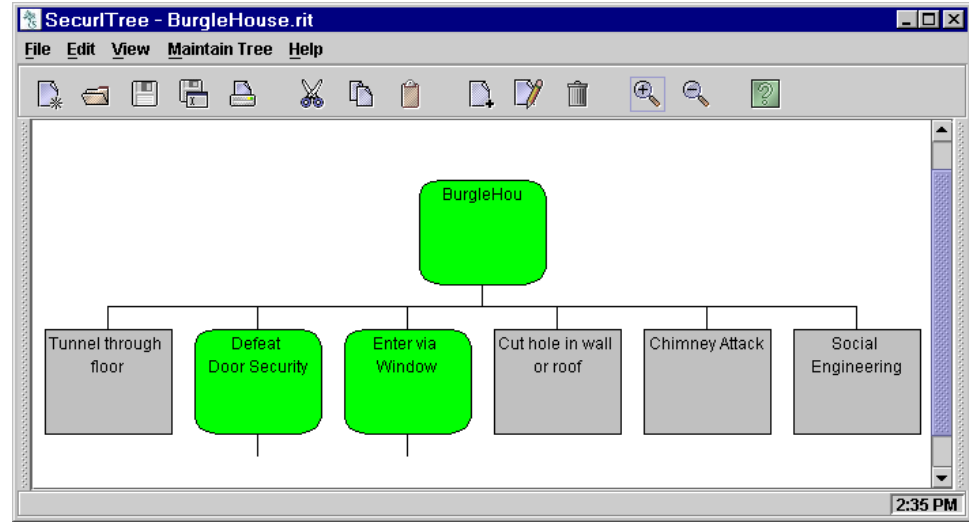 SecurITree - BurgleHouse.rit
File Edit View Maintain Tree Help
BurgleHou
Tunnel through
floor
Defeat
Door Security
Enter via
Window
Cut hole in wall
or roof
Chimney Attack
Social
Engineering
2:35 PM